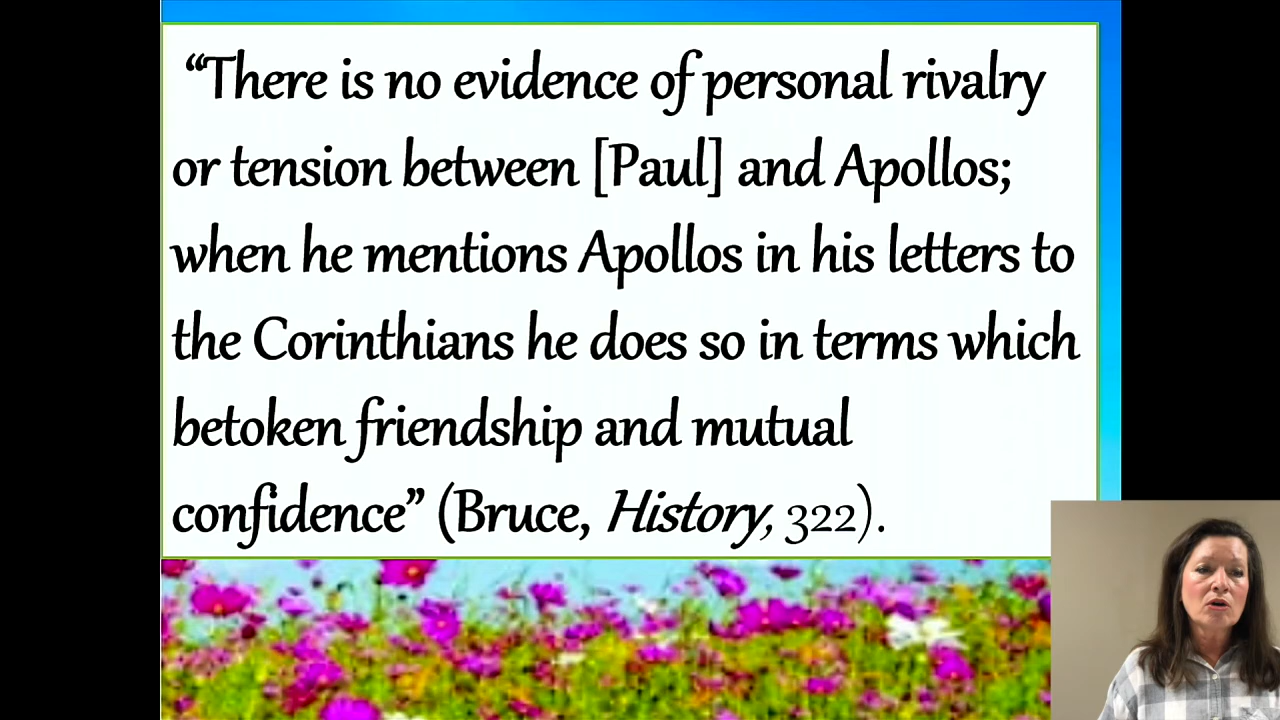 “There is no evidence of personal rivalry
or tension between [Paul] and Apollos;
when he mentions Apollos in his letters to
the Corinthians he does so in terms which
betoken friendship and mutual
confidence” (Bruce, History, 322).